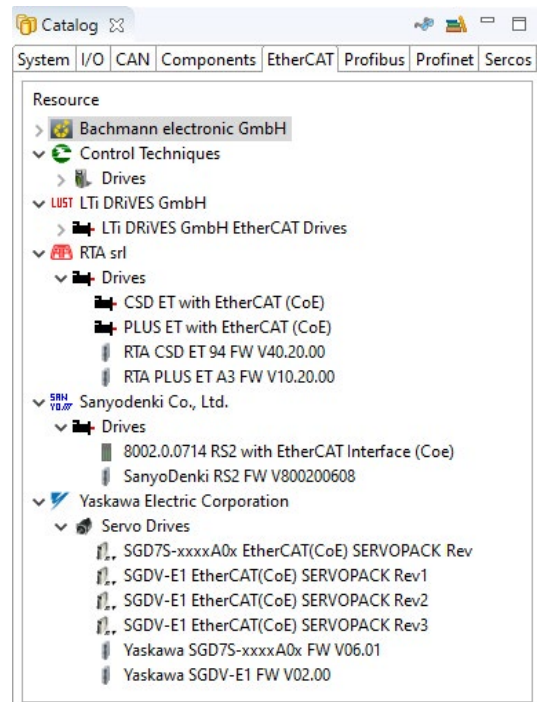 Catalog
System I/O CAN Components EtherCAT Profibus Profinet Sercos
Resource
Bachmann electronic GmbH
Control Techniques
Drives
LUST LTi DRiVES GmbH
LTi DRiVES GmbH EtherCAT Drives
RTA srl
Drives
CSD ET with EtherCAT (CoE)
PLUS ET with EtherCAT (CoE)
RTA CSD ET 94 FW V40.20.00
RTA PLUS ET A3 FW V10.20.00
SAN YO Sanyodenki Co., Ltd.
Drives
8002.0.0714 RS2 with EtherCAT Interface (Coe)
SanyoDenki RS2 FW V800200608
Yaskawa Electric Corporation
Servo Drives
SGD7S-xxxxA0x EtherCAT(CoE) SERVOPACK Rev
SGDV-E1 EtherCAT(CoE) SERVOPACK Rev1
SGDV-E1 EtherCAT(CoE) SERVOPACK Rev2
SGDV-E1 EtherCAT(CoE) SERVOPACK Rev3
Yaskawa SGD7S-xxxxA0x FW V06.01
Yaskawa SGDV-E1 FW V02.00